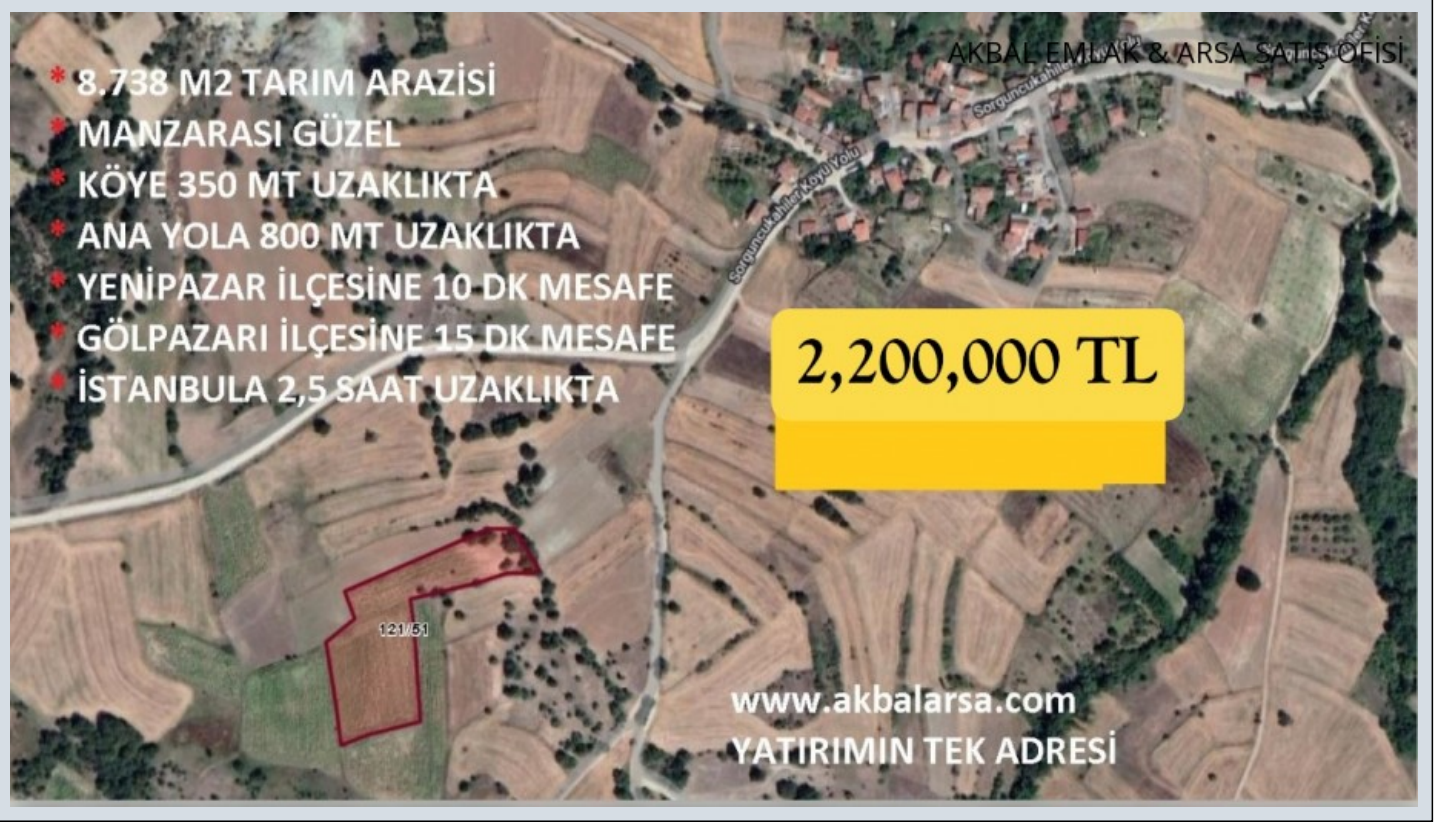 AKBAL EMLAK & ARSA SATIŞ OFİSİ
* 8.738 M2 TARIM ARAZİSİ
* MANZARASI GÜZEL
* KÖYE 350 MT UZAKLIKTA
* ANA YOLA 800 MT UZAKLIKTA
* YENİPAZAR İLÇESİNE 10 DK MESAFE
* GÖLPAZARI İLÇESİNE 15 DK MESAFE
* İSTANBULA 2,5 SAAT UZAKLIKTA
Sorguncukahiler Köyü Yolu
2,200,000 TL
121/51
www.akbalarsa.com
YATIRIMIN TEK ADRESİ